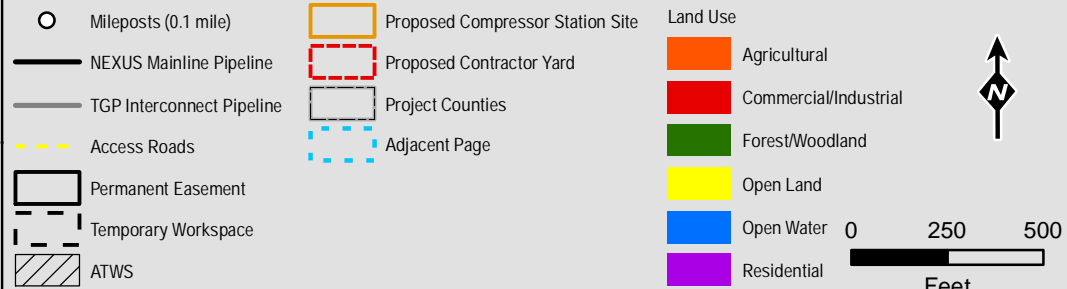 Mileposts (0.1 mile)
NEXUS Mainline Pipeline
TGP Interconnect Pipeline
Access Roads
Permanent Easement
Temporary Workspace
ATWS
Proposed Compressor Station Site
Proposed Contractor Yard
Project Counties
Adjacent Page
Land Use
Agricultural
Commercial/Industrial
Forest/Woodland
Open Land
Open Water
Residential
N
0 250 500
Feet